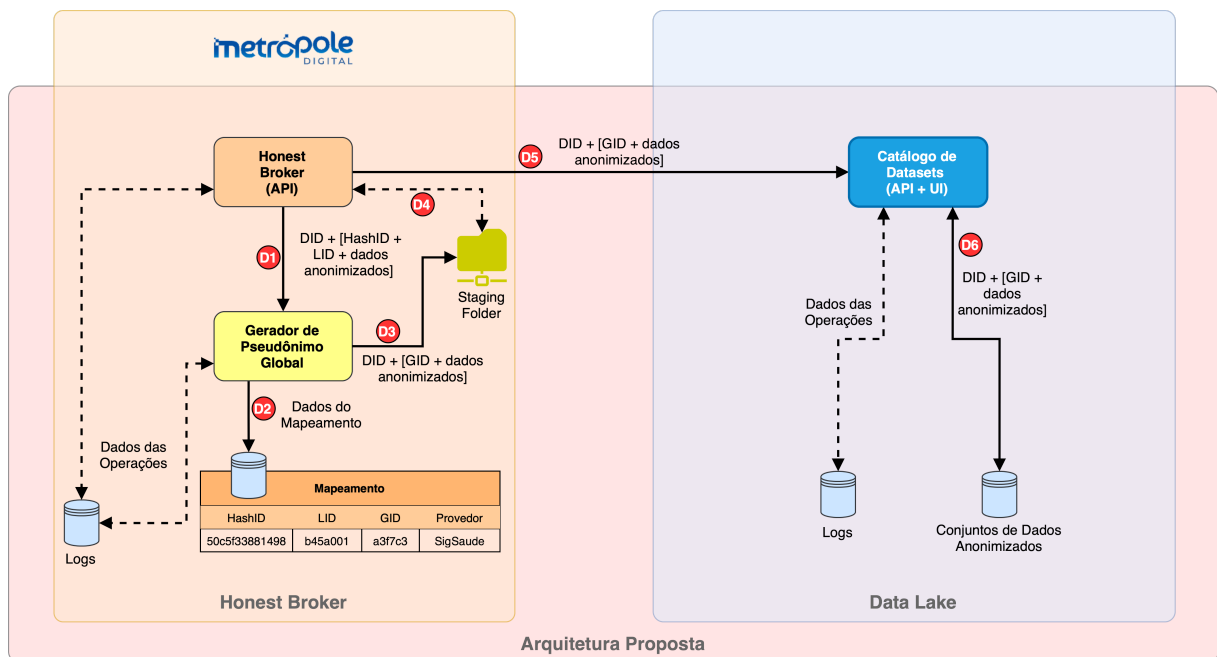 metrópole
DIGITAL
Honest
Broker
(API)
D5
DID + [GID + dados
anonimizados]
Catálogo de
Datasets
(API + UI)
D4
D1
DID + [HashID +
LID + dados
anonimizados]
Staging
Folder
D6
DID + [GID +
dados
anonimizados]
Dados das
Operações
Gerador de
Pseudônimo
Global
D3
DID + [GID + dados
anonimizados]
D2
Dados do
Mapeamento
Dados das
Operações
Mapeamento
HashID LID GID Provedor
50c5f33881498 b45a001 a3f7c3 SigSaude
Logs
Logs
Conjuntos de Dados
Anonimizados
Honest Broker
Data Lake
Arquitetura Proposta